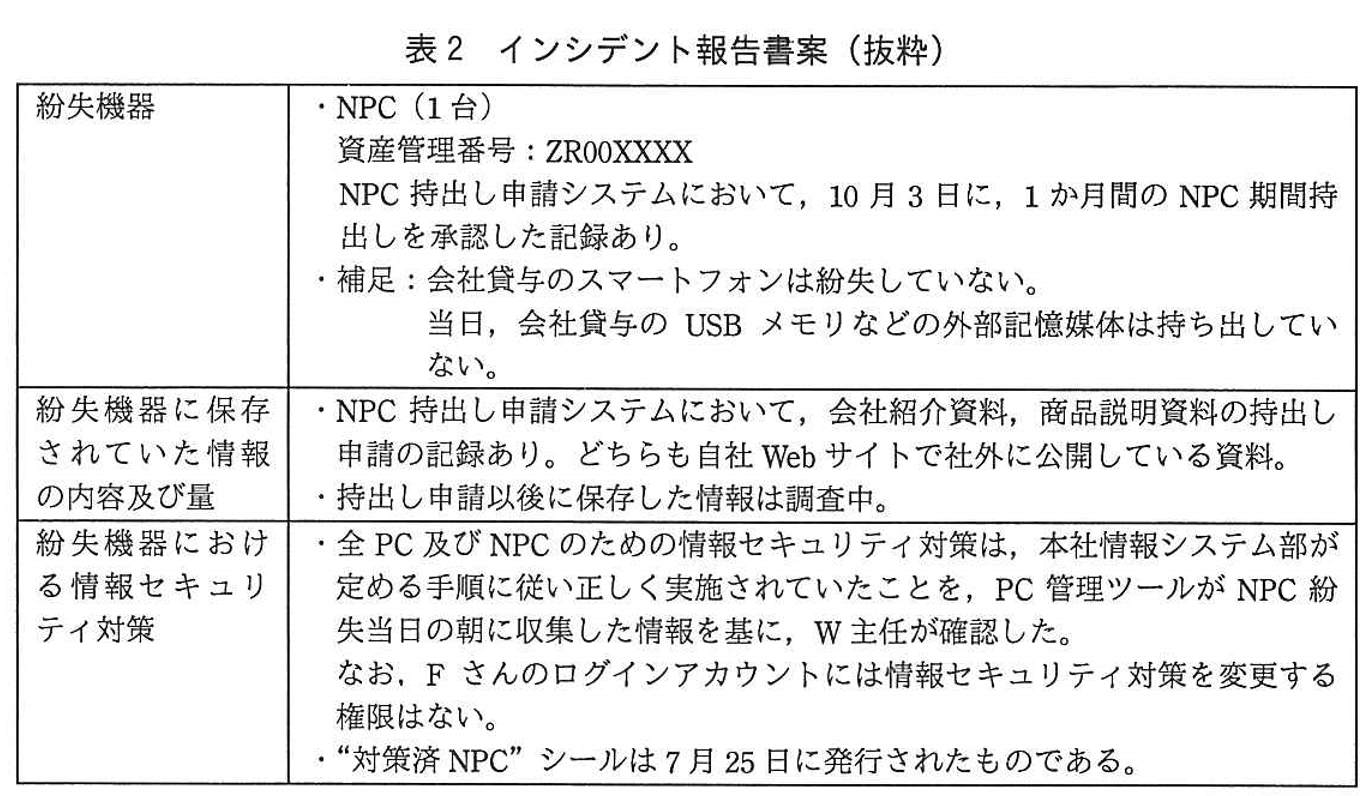 表2 インシデント報告書案（抜粋）
紛失機器
・NPC（1台）
資産管理番号：ZR00XXXX
NPC 持出し申請システムにおいて，10 月 3 日に，1 か月間の NPC 期間持
出しを承認した記録あり。
・補足：会社貸与のスマートフォンは紛失していない。
当日，会社貸与の USB メモリなどの外部記憶媒体は持ち出してい
ない。
紛失機器に保存
されていた情報
の内容及び量
・NPC 持出し申請システムにおいて，会社紹介資料，商品説明資料の持出し
申請の記録あり。どちらも自社 Web サイトで社外に公開している資料。
・持出し申請以後に保存した情報は調査中。
紛失機器におけ
る情報セキュリ
ティ対策
・全 PC 及び NPC のための情報セキュリティ対策は，本社情報システム部が
定める手順に従い正しく実施されていたことを，PC 管理ツールが NPC 紛
失当日の朝に収集した情報を基に，W 主任が確認した。
なお，F さんのログインアカウントには情報セキュリティ対策を変更する
権限はない。
・“対策済 NPC” シールは 7 月 25 日に発行されたものである。